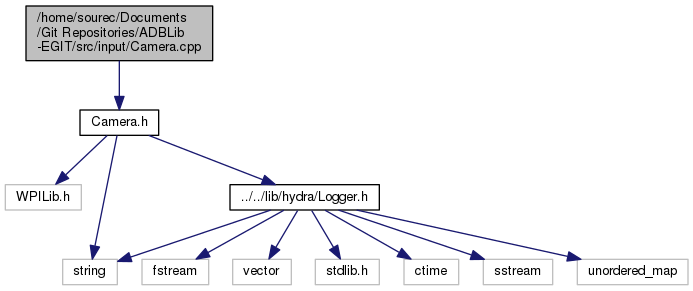 /home/sourec/Documents
/Git Repositories/ADBLib
-EGIT/src/input/Camera.cpp
Camera.h
WPILib.h
../../lib/hydra/Logger.h
string
fstream
vector
stdlib.h
ctime
sstream
unordered_map